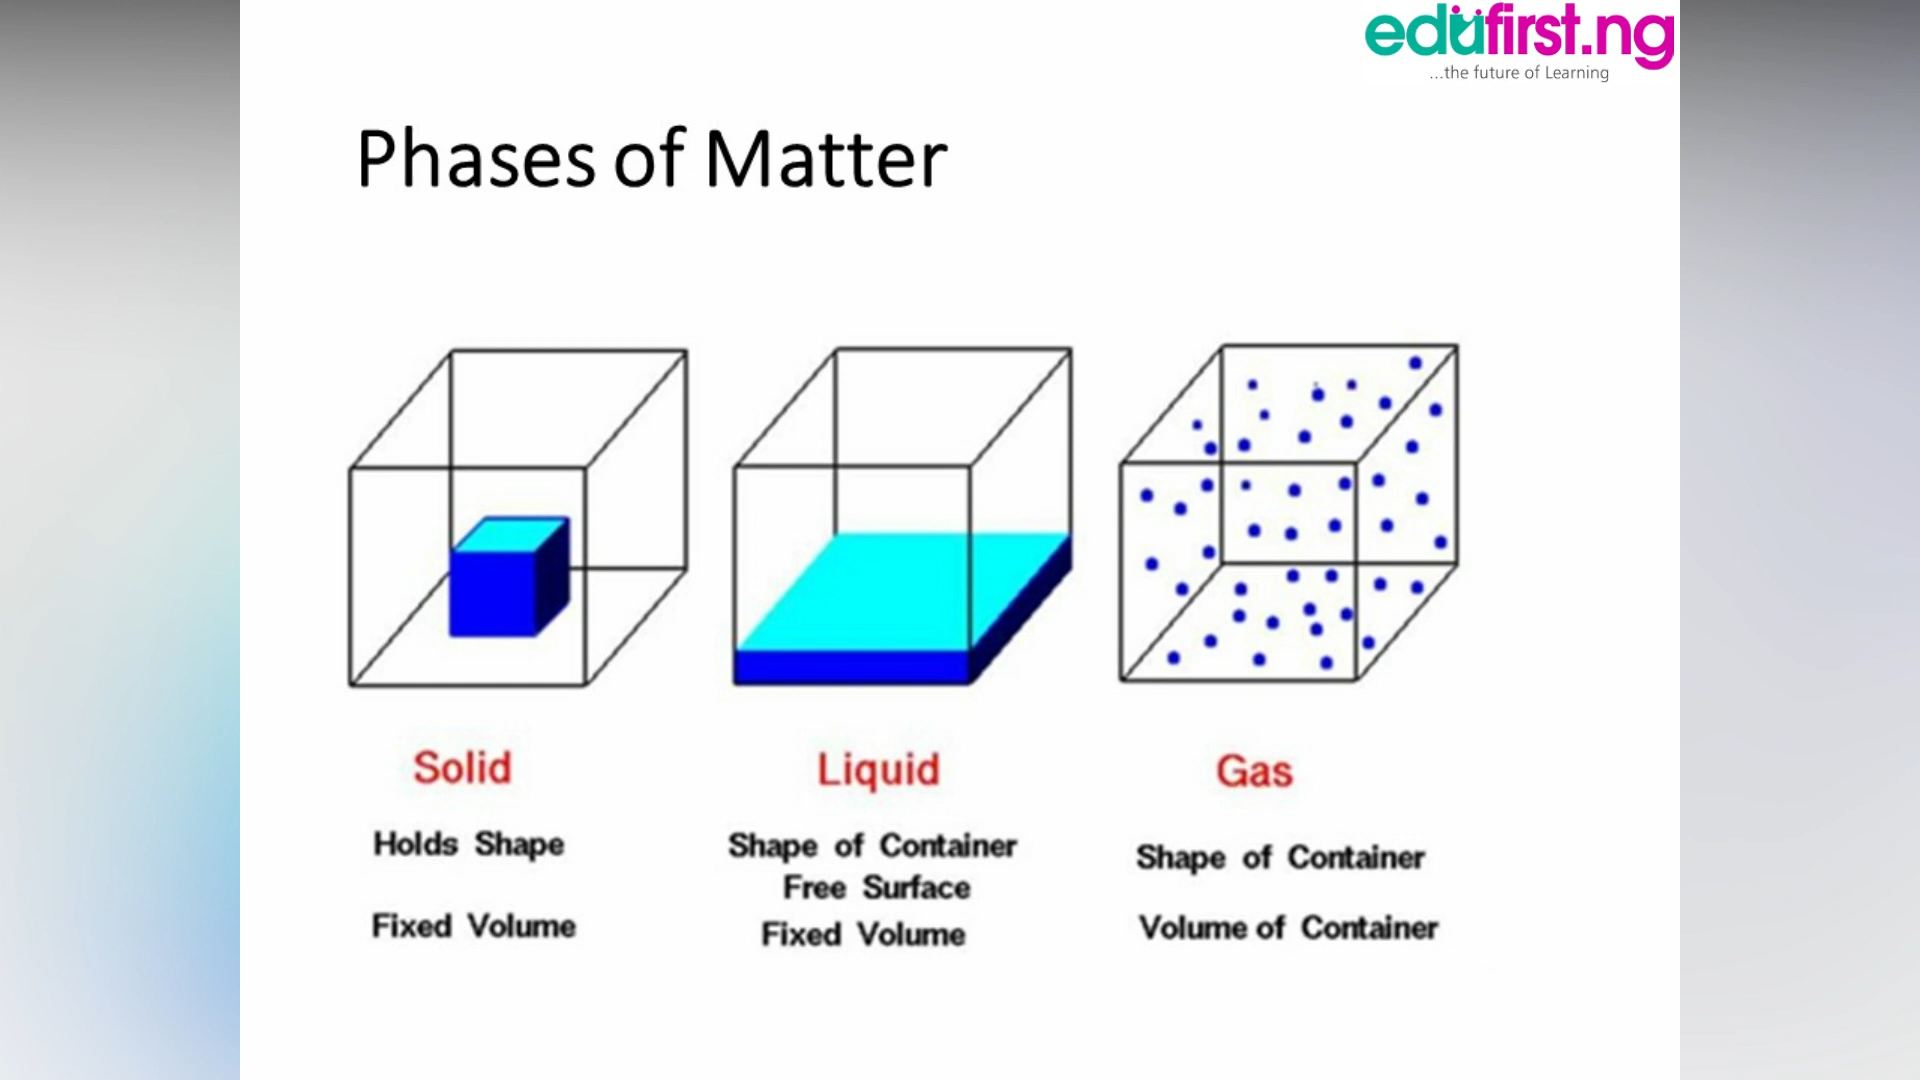 edufirst.ng
...the future of Learning
Phases of Matter
Solid
Holds Shape
Fixed Volume
Liquid
Shape of Container
Free Surface
Fixed Volume
Gas
Shape of Container
Volume of Container